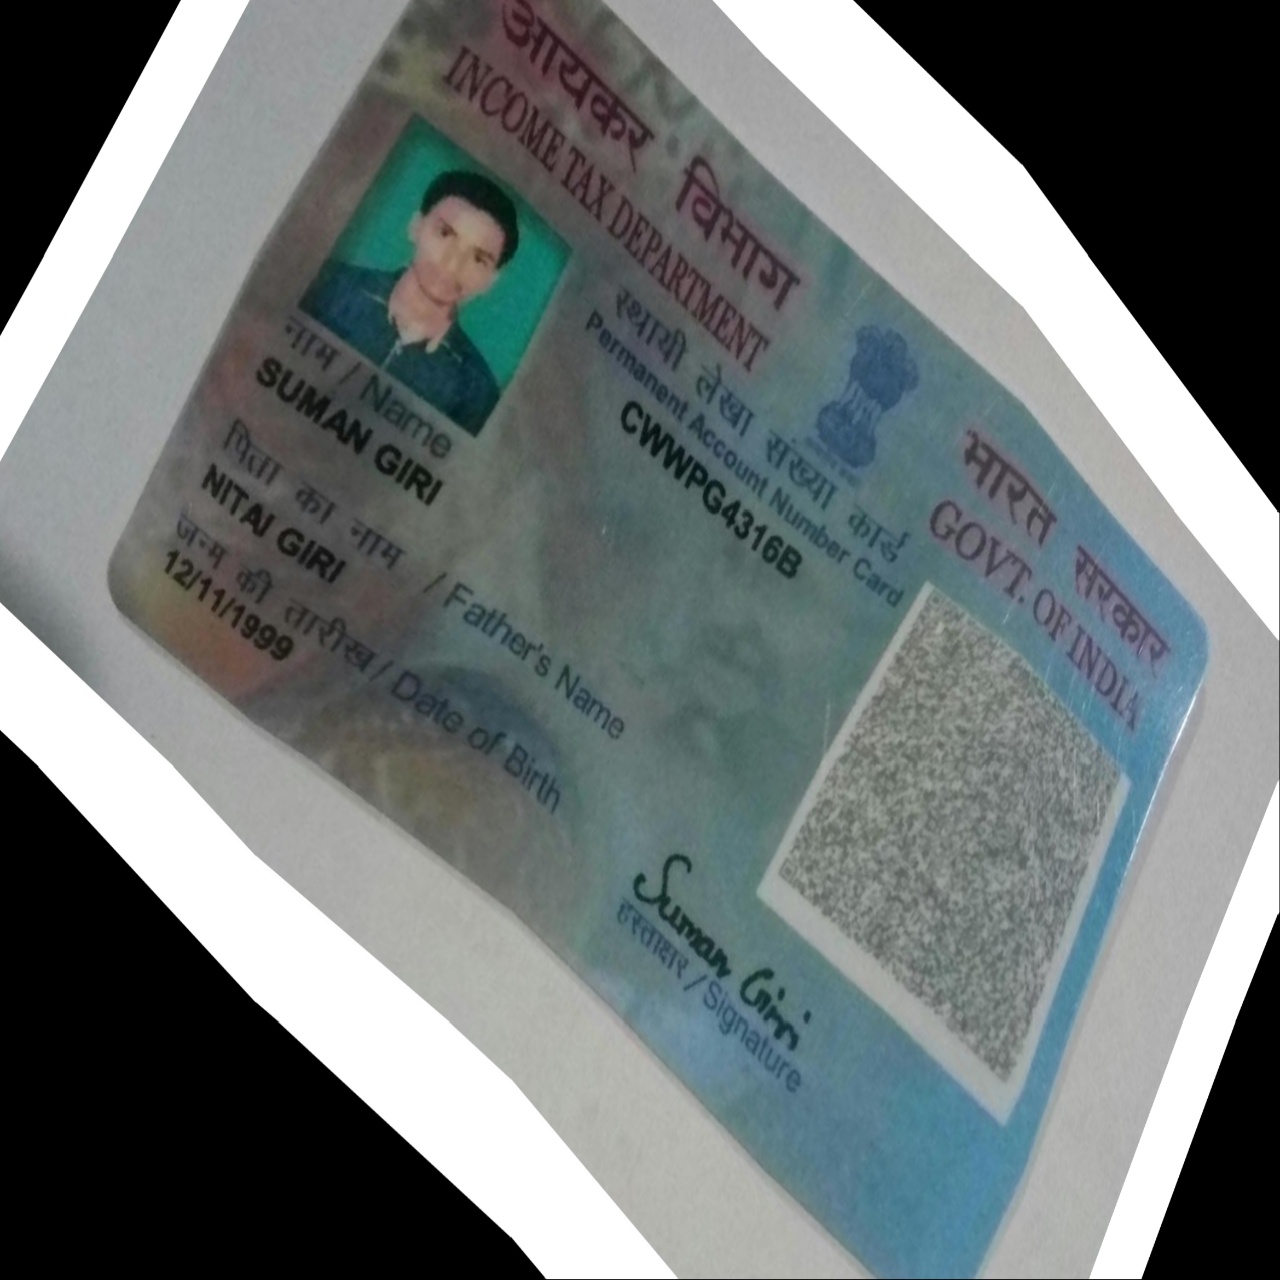 आयकर विभाग
INCOME TAX DEPARTMENT
भारत सरकार
GOVT. OF INDIA
स्थायी लेखा संख्या कार्ड
Permanent Account Number Card
CWWPG4316B
नाम / Name
SUMAN GIRI
पिता का नाम / Father's Name
NITAI GIRI
जन्म की तारीख / Date of Birth
12/11/1999
Suman Giri
हस्ताक्षर / Signature